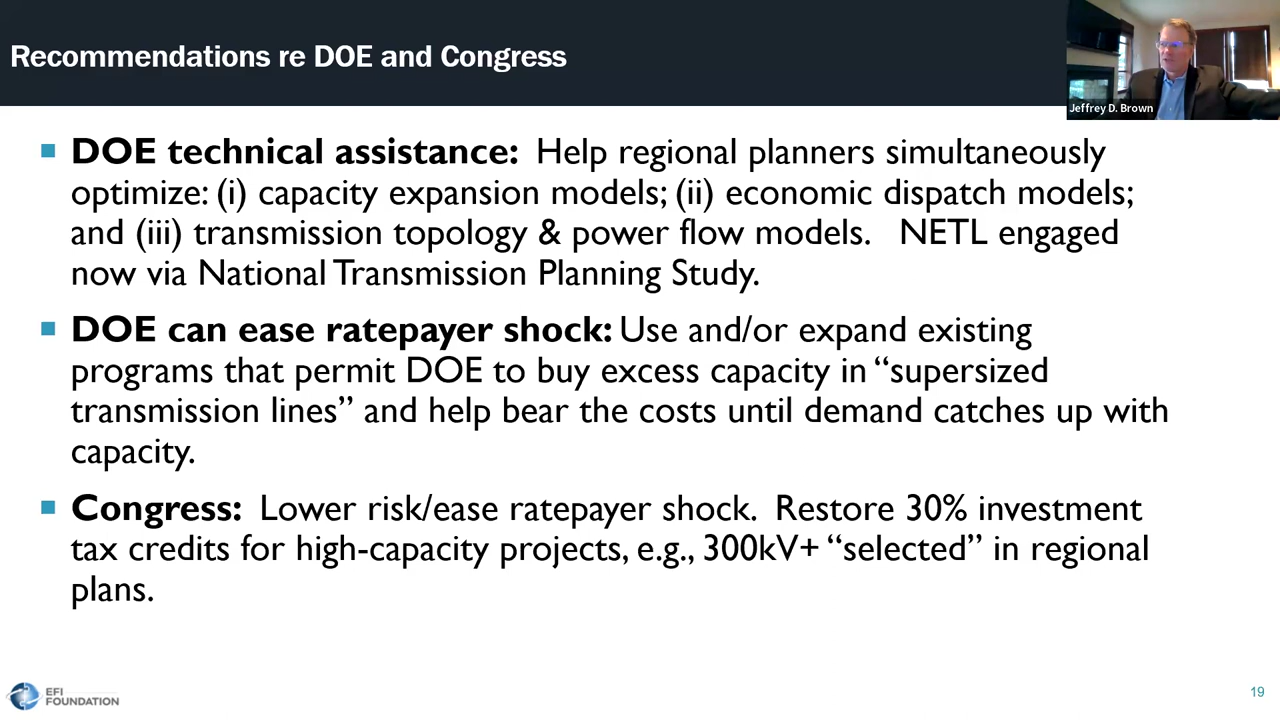 Recommendations re DOE and Congress
Jeffrey D. Brown
DOE technical assistance: Help regional planners simultaneously
optimize: (i) capacity expansion models; (ii) economic dispatch models;
and (iii) transmission topology & power flow models. NETL engaged
now via National Transmission Planning Study.
DOE can ease ratepayer shock: Use and/or expand existing
programs that permit DOE to buy excess capacity in “supersized
transmission lines” and help bear the costs until demand catches up with
capacity.
Congress: Lower risk/ease ratepayer shock. Restore 30% investment
tax credits for high-capacity projects, e.g., 300kV+ “selected” in regional
plans.
EFI
FOUNDATION
19